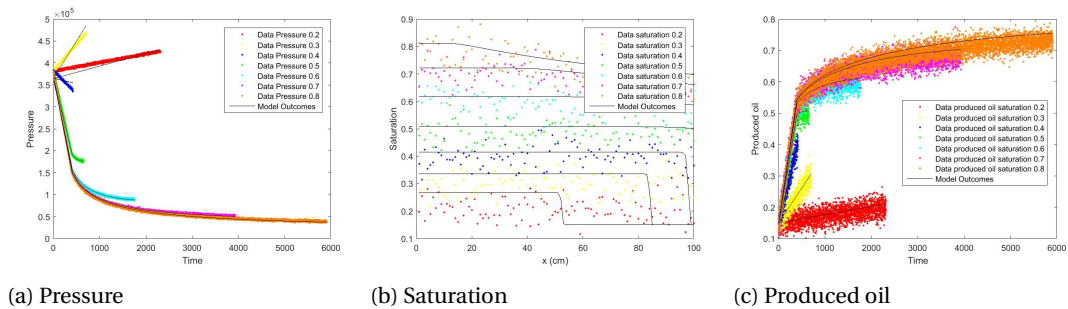 ×10⁵
5
4.5
4
3.5
3
2.5
2
1.5
1
0.5
0
Pressure
0 1000 2000 3000 4000 5000 6000
Time
Data Pressure 0.2
Data Pressure 0.3
Data Pressure 0.4
Data Pressure 0.5
Data Pressure 0.6
Data Pressure 0.7
Data Pressure 0.8
Model Outcomes
(a) Pressure
0.9
0.8
0.7
0.6
0.5
0.4
0.3
0.2
0.1
Saturation
0 20 40 60 80 100
x (cm)
Data saturation 0.2
Data saturation 0.3
Data saturation 0.4
Data saturation 0.5
Data saturation 0.6
Data saturation 0.7
Data saturation 0.8
Model Outcomes
(b) Saturation
0.8
0.7
0.6
0.5
0.4
0.3
0.2
0.1
Produced oil
0 1000 2000 3000 4000 5000 6000
Time
Data produced oil saturation 0.2
Data produced oil saturation 0.3
Data produced oil saturation 0.4
Data produced oil saturation 0.5
Data produced oil saturation 0.6
Data produced oil saturation 0.7
Data produced oil saturation 0.8
Model Outcomes
(c) Produced oil